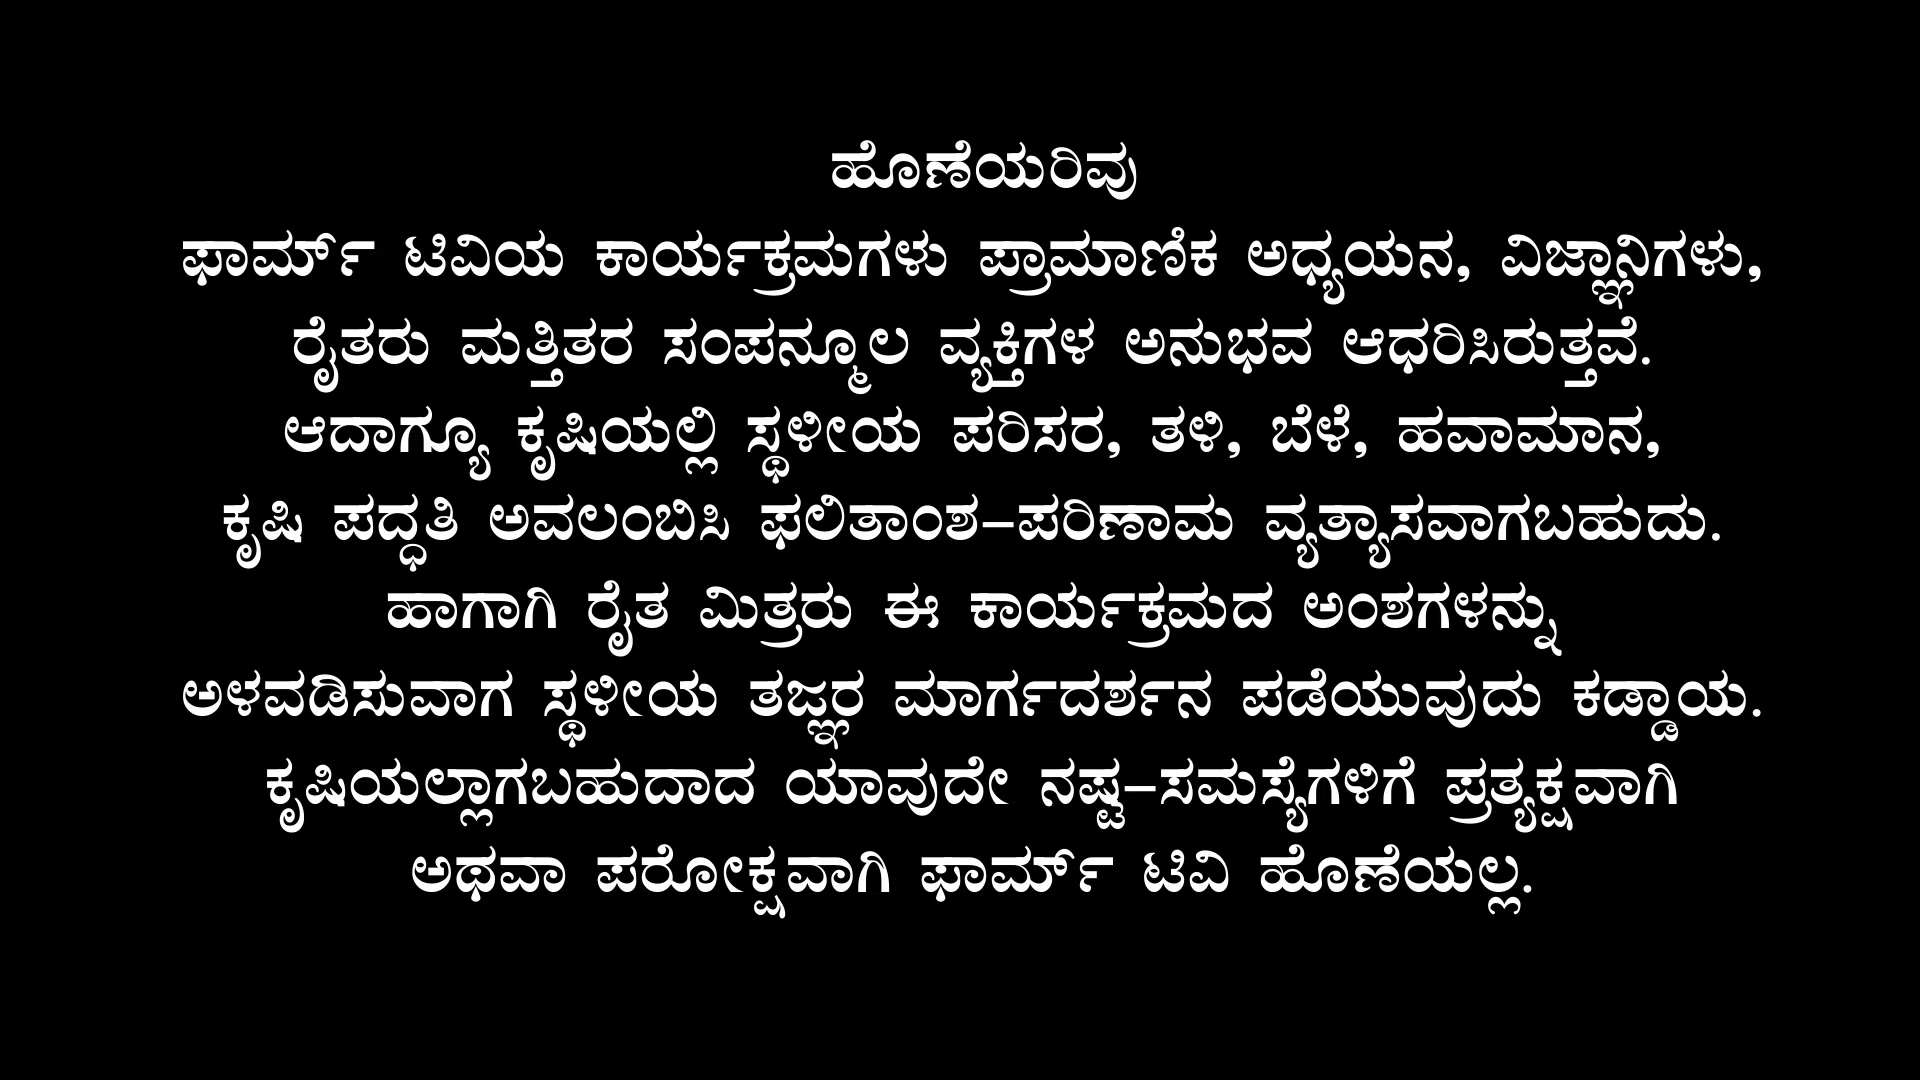 ಹೊಣೆಯರಿವು
ಫಾರ್ಮ್ ಟಿವಿಯ ಕಾರ್ಯಕ್ರಮಗಳು ಪ್ರಾಮಾಣಿಕ ಅಧ್ಯಯನ, ವಿಜ್ಞಾನಿಗಳು,
ರೈತರು ಮತ್ತಿತರ ಸಂಪನ್ಮೂಲ ವ್ಯಕ್ತಿಗಳ ಅನುಭವ ಆಧರಿಸಿರುತ್ತವೆ.
ಆದಾಗ್ಯೂ ಕೃಷಿಯಲ್ಲಿ ಸ್ಥಳೀಯ ಪರಿಸರ, ತಳಿ, ಬೆಳೆ, ಹವಾಮಾನ,
ಕೃಷಿ ಪದ್ಧತಿ ಅವಲಂಬಿಸಿ ಫಲಿತಾಂಶ–ಪರಿಣಾಮ ವ್ಯತ್ಯಾಸವಾಗಬಹುದು.
ಹಾಗಾಗಿ ರೈತ ಮಿತ್ರರು ಈ ಕಾರ್ಯಕ್ರಮದ ಅಂಶಗಳನ್ನು
ಅಳವಡಿಸುವಾಗ ಸ್ಥಳೀಯ ತಜ್ಞರ ಮಾರ್ಗದರ್ಶನ ಪಡೆಯುವುದು ಕಡ್ಡಾಯ.
ಕೃಷಿಯಲ್ಲಾಗಬಹುದಾದ ಯಾವುದೇ ನಷ್ಟ–ಸಮಸ್ಯೆಗಳಿಗೆ ಪ್ರತ್ಯಕ್ಷವಾಗಿ
ಅಥವಾ ಪರೋಕ್ಷವಾಗಿ ಫಾರ್ಮ್ ಟಿವಿ ಹೊಣೆಯಲ್ಲ.